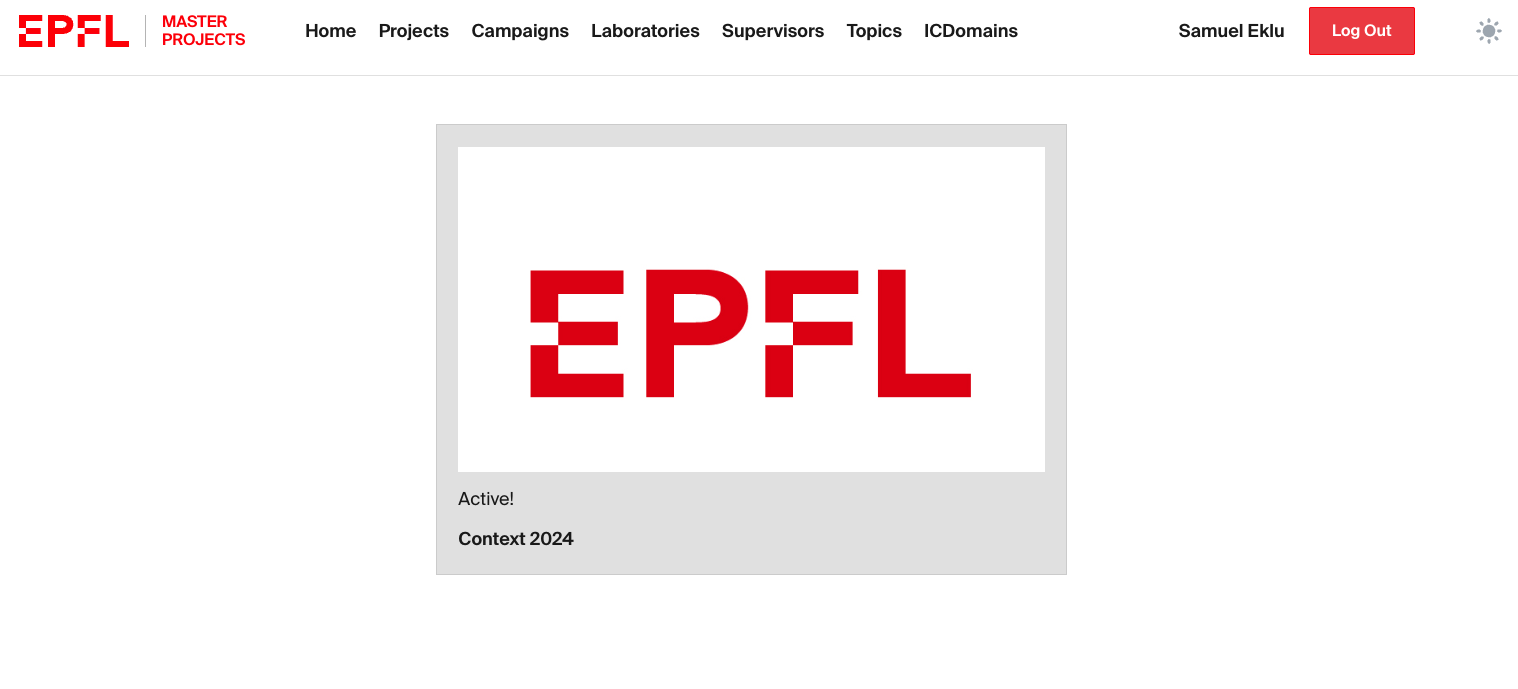 EPFL MASTER
PROJECTS
Home Projects Campaigns Laboratories Supervisors Topics ICDomains Samuel Eklu Log Out
EPFL
Active!
Context 2024